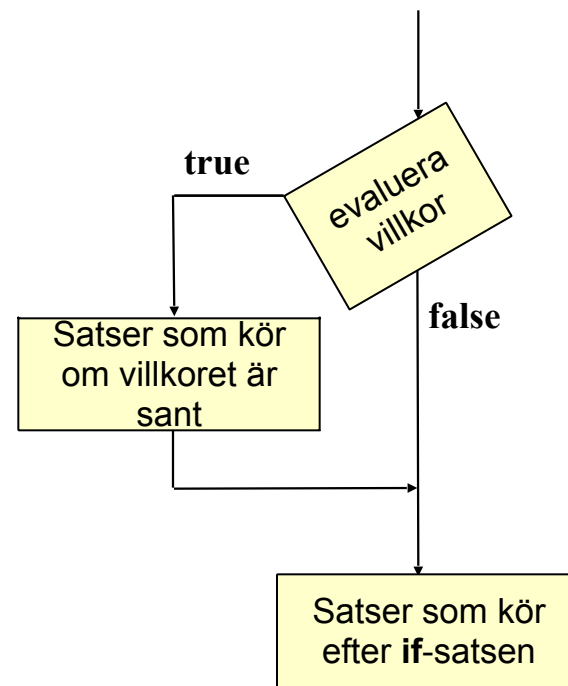 evaluera
villkor
true
false
Satser som kör
om villkoret är
sant
Satser som kör
efter if-satsen